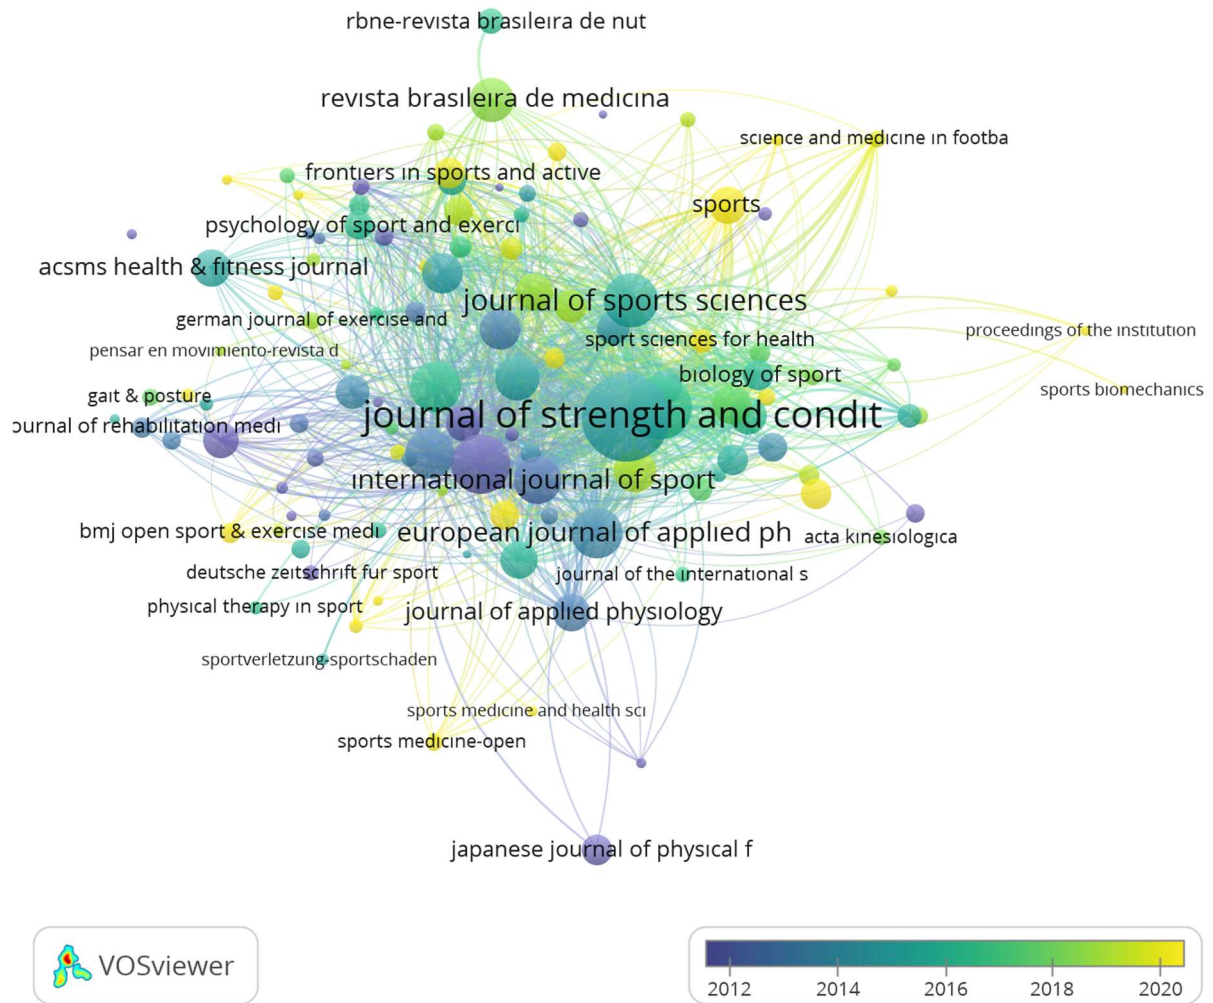 rbne-revista brasileira de nut
revista brasileira de medicina
science and medicine in footba
frontiers in sports and active
sports
psychology of sport and exerci
acsms health & fitness journal
journal of sports sciences
german journal of exercise and
proceedings of the institution
sport sciences for health
pensar en movimiento-revista d
biology of sport
sports biomechanics
gait & posture
journal of strength and condit
ournal of rehabilitation medi
international journal of sport
bmj open sport & exercise medi
european journal of applied ph
acta kinesiologica
deutsche zeitschrift fur sport
journal of the international s
physical therapy in sport
journal of applied physiology
sportverletzung-sportschaden
sports medicine and health sci
sports medicine-open
japanese journal of physical f
VOSviewer
2012 2014 2016 2018 2020